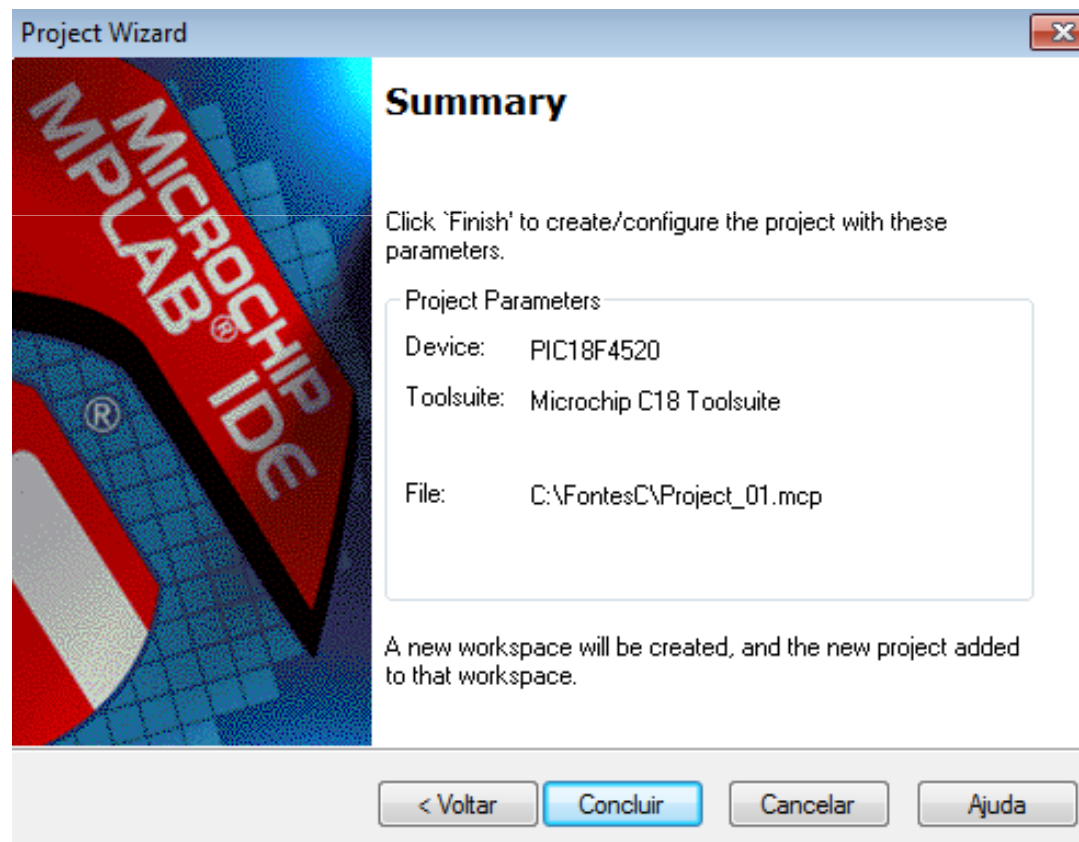 Project Wizard
MICROCHIP
MPLAB® IDE
®
Summary
Click `Finish' to create/configure the project with these
parameters.
Project Parameters
Device: PIC18F4520
Toolsuite: Microchip C18 Toolsuite
File: C:\FontesC\Project_01.mcp
A new workspace will be created, and the new project added
to that workspace.
< Voltar Concluir Cancelar Ajuda